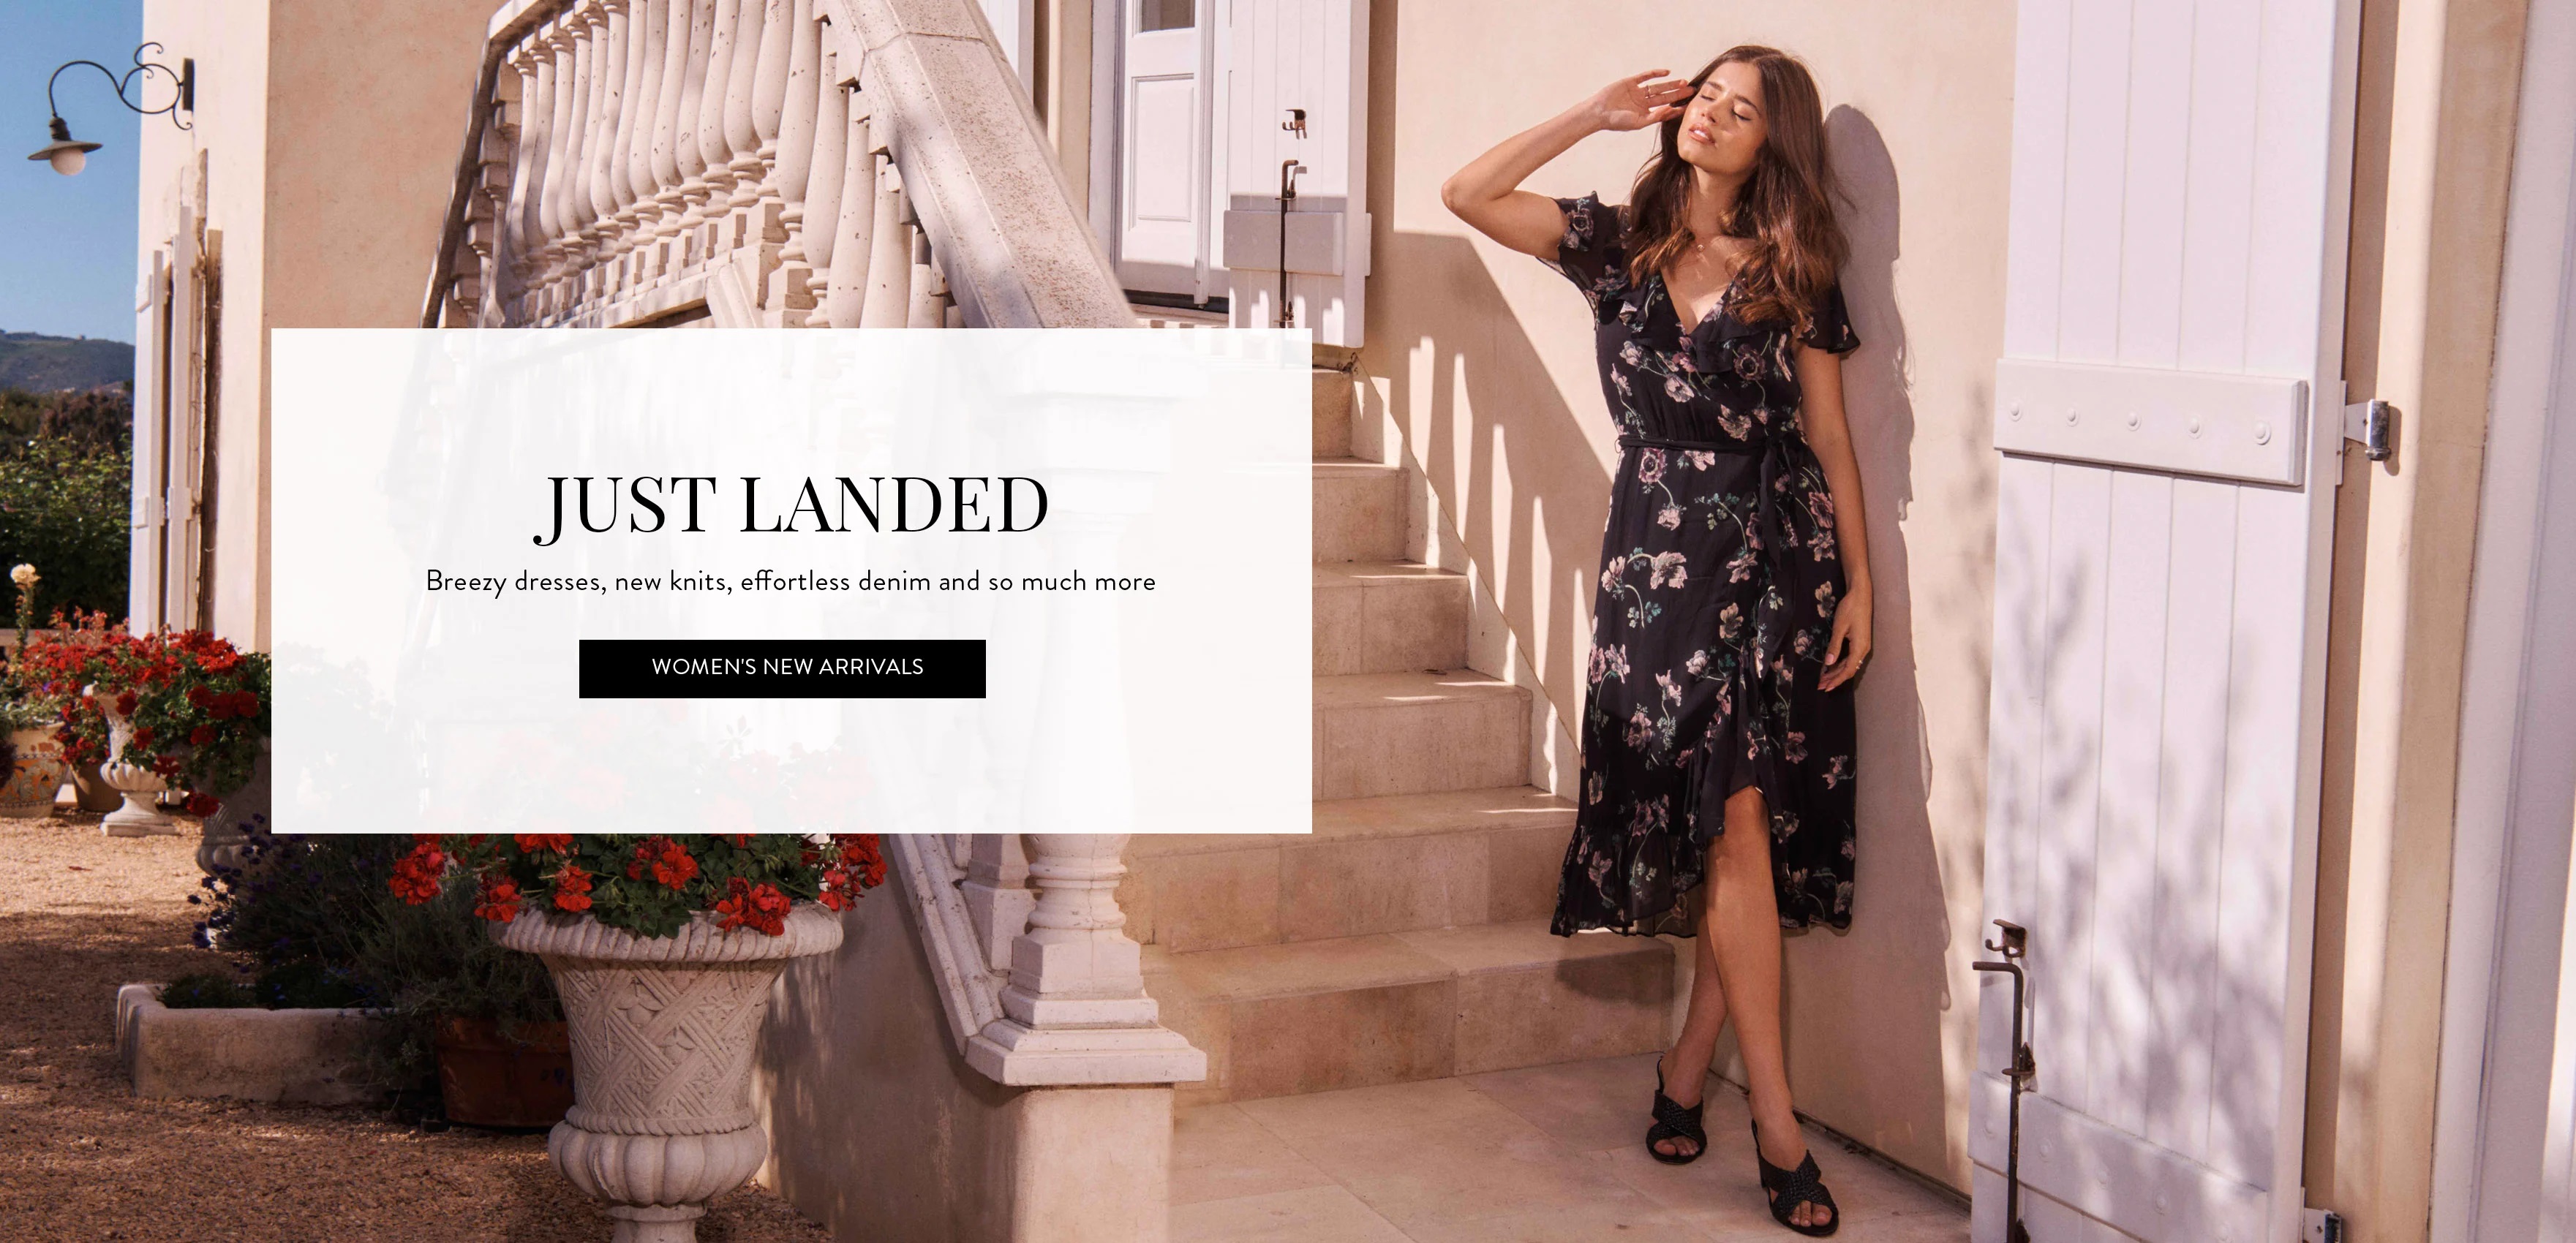 JUST LANDED
Breezy dresses, new knits, effortless denim and so much more
WOMEN'S NEW ARRIVALS